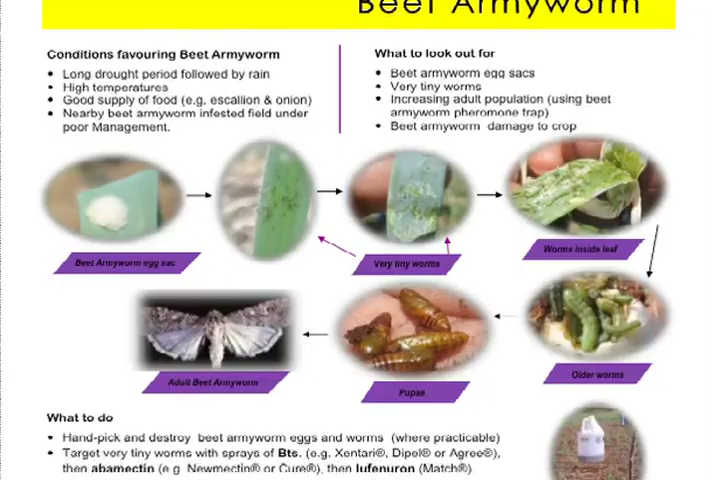 Beet Armyworm
Conditions favouring Beet Armyworm
• Long drought period followed by rain
• High temperatures
• Good supply of food (e.g. escallion & onion)
• Nearby beet armyworm infested field under
poor Management.
What to look out for
• Beet armyworm egg sacs
• Very tiny worms
• Increasing adult population (using beet
armyworm pheromone trap)
• Beet armyworm damage to crop
Beet Armyworm egg sac
Very tiny worms
Worms inside leaf
Adult Beet Armyworm
Pupae
Older worms
What to do
• Hand-pick and destroy beet armyworm eggs and worms (where practicable)
• Target very tiny worms with sprays of Bts. (e.g. Xentari®, Dipel® or Agree®),
then abamectin (e.g. Newmectin® or Cure®), then lufenuron (Match®)